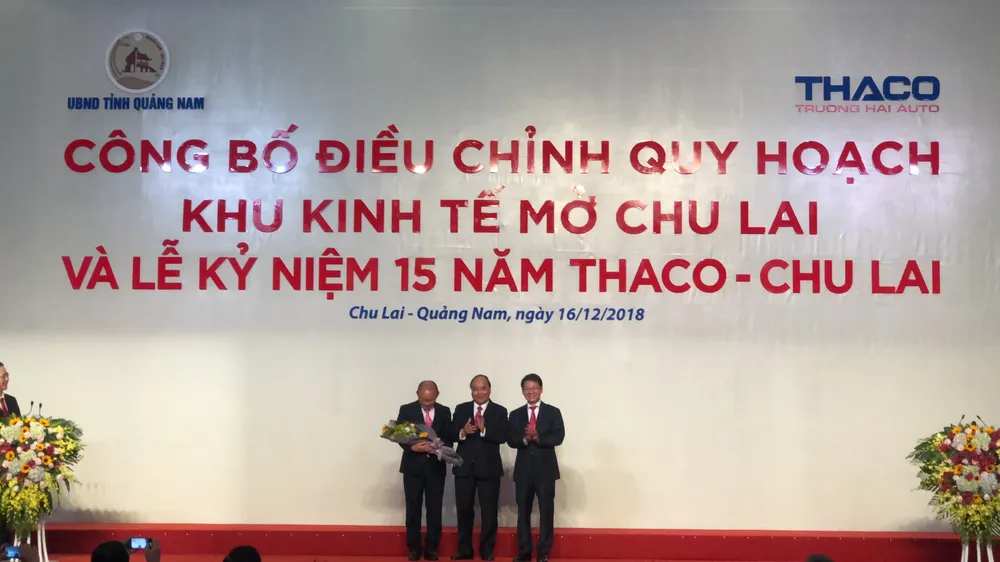 UBND TỈNH QUẢNG NAM
THACO
TRUONG HAI AUTO
CÔNG BỐ ĐIỀU CHỈNH QUY HOẠCH
KHU KINH TẾ MỞ CHU LAI
VÀ LỄ KỶ NIỆM 15 NĂM THACO - CHU LAI
Chu Lai - Quảng Nam, ngày 16/12/2018